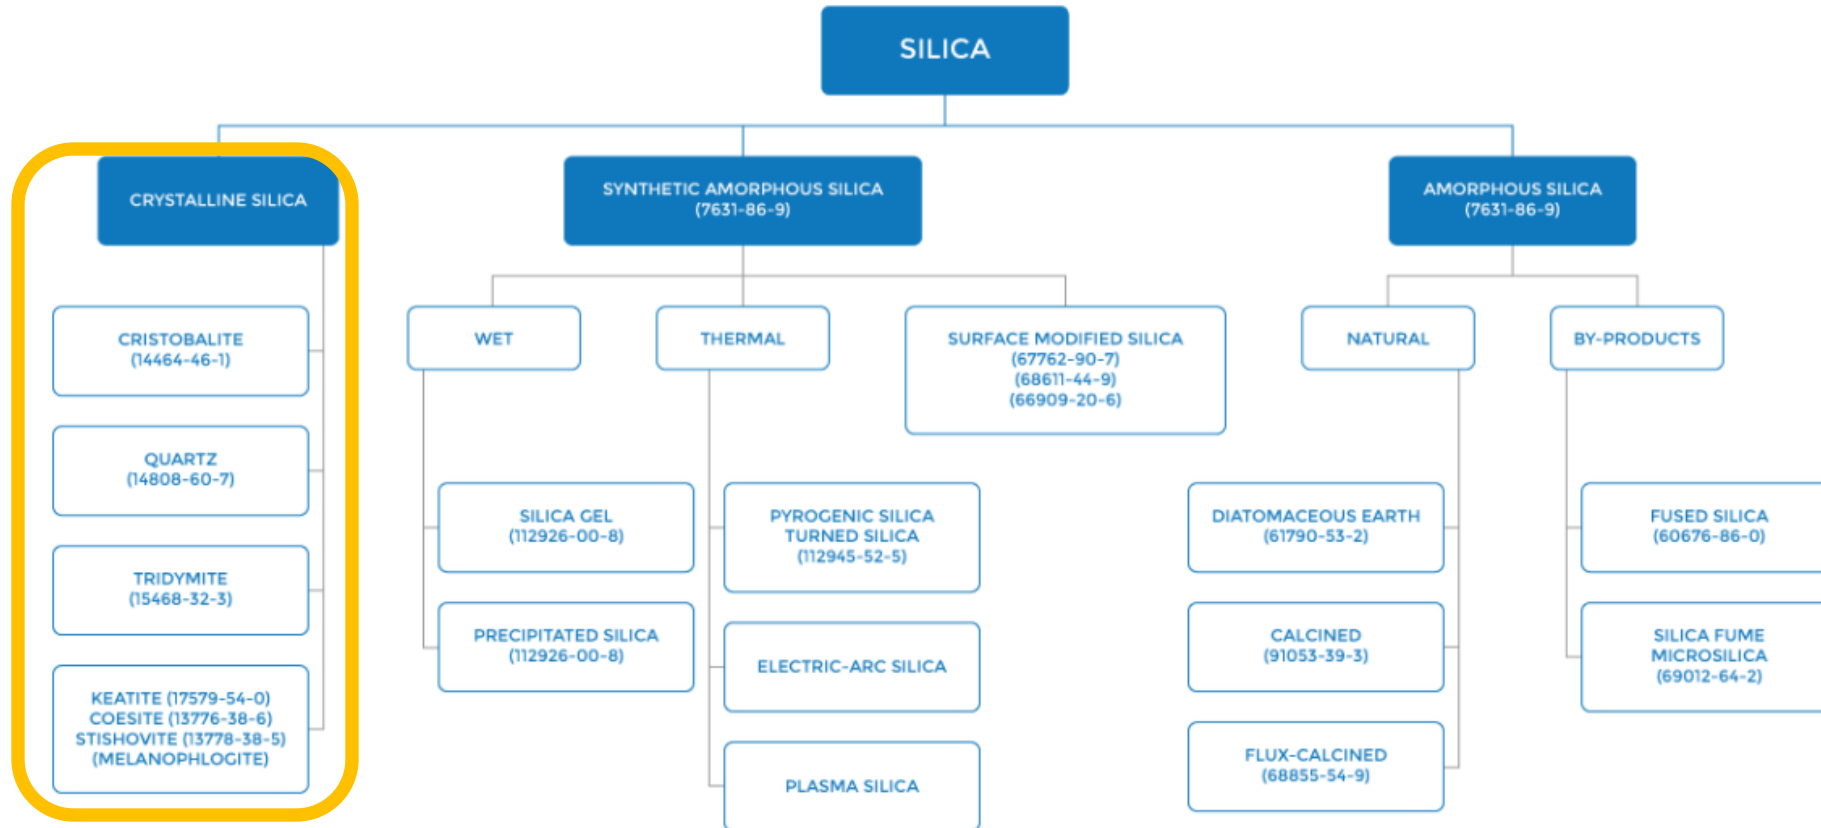 SILICA
CRYSTALLINE SILICA
CRISTOBALITE
(14464-46-1)
QUARTZ
(14808-60-7)
TRIDYMITE
(15468-32-3)
KEATITE (17579-54-0)
COESITE (13776-38-6)
STISHOVITE (13778-38-5)
(MELANOPHLOGITE)
SYNTHETIC AMORPHOUS SILICA
(7631-86-9)
WET
SILICA GEL
(112926-00-8)
PRECIPITATED SILICA
(112926-00-8)
THERMAL
PYROGENIC SILICA
TURNED SILICA
(112945-52-5)
ELECTRIC-ARC SILICA
PLASMA SILICA
SURFACE MODIFIED SILICA
(67762-90-7)
(68611-44-9)
(66909-20-6)
AMORPHOUS SILICA
(7631-86-9)
NATURAL
DIATOMACEOUS EARTH
(61790-53-2)
CALCINED
(91053-39-3)
FLUX-CALCINED
(68855-54-9)
BY-PRODUCTS
FUSED SILICA
(60676-86-0)
SILICA FUME
MICROSILICA
(69012-64-2)